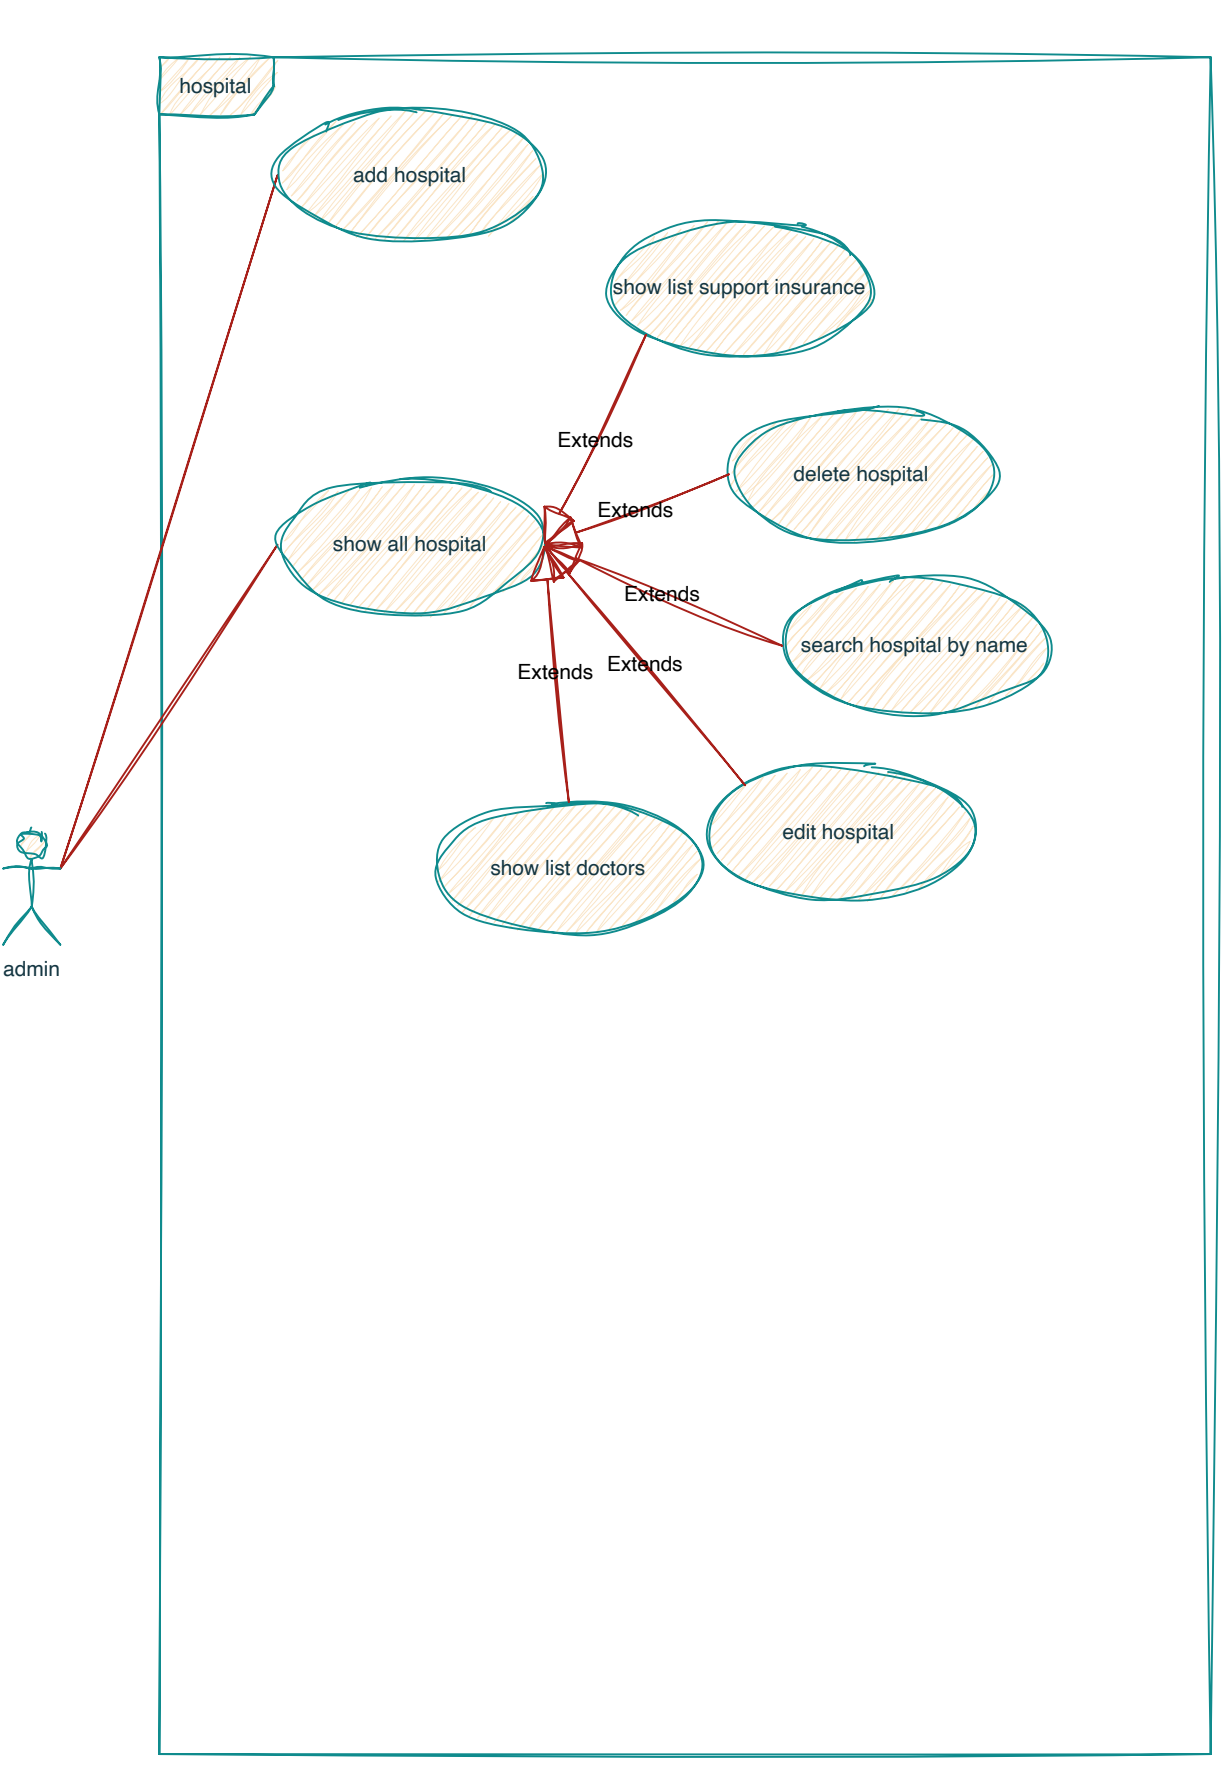 hospital
add hospital
show list support insurance
Extends
delete hospital
Extends
show all hospital
Extends
search hospital by name
Extends
Extends
edit hospital
show list doctors
admin